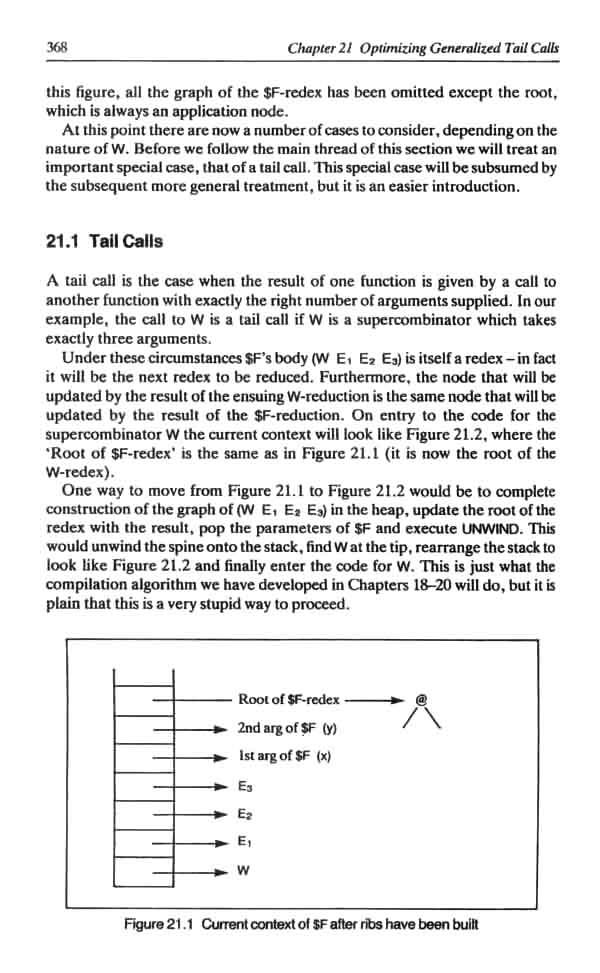 368 Chapter 21 Optimizing Generalized Tail Calls
this figure, all the graph of the $F-redex has been omitted except the root,
which is always an application node.
At this point there are now a number of cases to consider, depending on the
nature of W. Before we follow the main thread of this section we will treat an
important special case, that of a tail call. This special case will be subsumed by
the subsequent more general treatment, but it is an easier introduction.
21.1 Tail Calls
A tail call is the case when the result of one function is given by a call to
another function with exactly the right number of arguments supplied. In our
example, the call to W is a tail call if W is a supercombinator which takes
exactly three arguments.
Under these circumstances $F's body (W E₁ E₂ E₃) is itself a redex – in fact
it will be the next redex to be reduced. Furthermore, the node that will be
updated by the result of the ensuing W-reduction is the same node that will be
updated by the result of the $F-reduction. On entry to the code for the
supercombinator W the current context will look like Figure 21.2, where the
'Root of $F-redex' is the same as in Figure 21.1 (it is now the root of the
W-redex).
One way to move from Figure 21.1 to Figure 21.2 would be to complete
construction of the graph of (W E₁ E₂ E₃) in the heap, update the root of the
redex with the result, pop the parameters of $F and execute UNWIND. This
would unwind the spine onto the stack, find W at the tip, rearrange the stack to
look like Figure 21.2 and finally enter the code for W. This is just what the
compilation algorithm we have developed in Chapters 18–20 will do, but it is
plain that this is a very stupid way to proceed.
Root of $F-redex @
2nd arg of $F (y)
1st arg of $F (x)
E₃
E₂
E₁
W
Figure 21.1 Current context of $F after ribs have been built